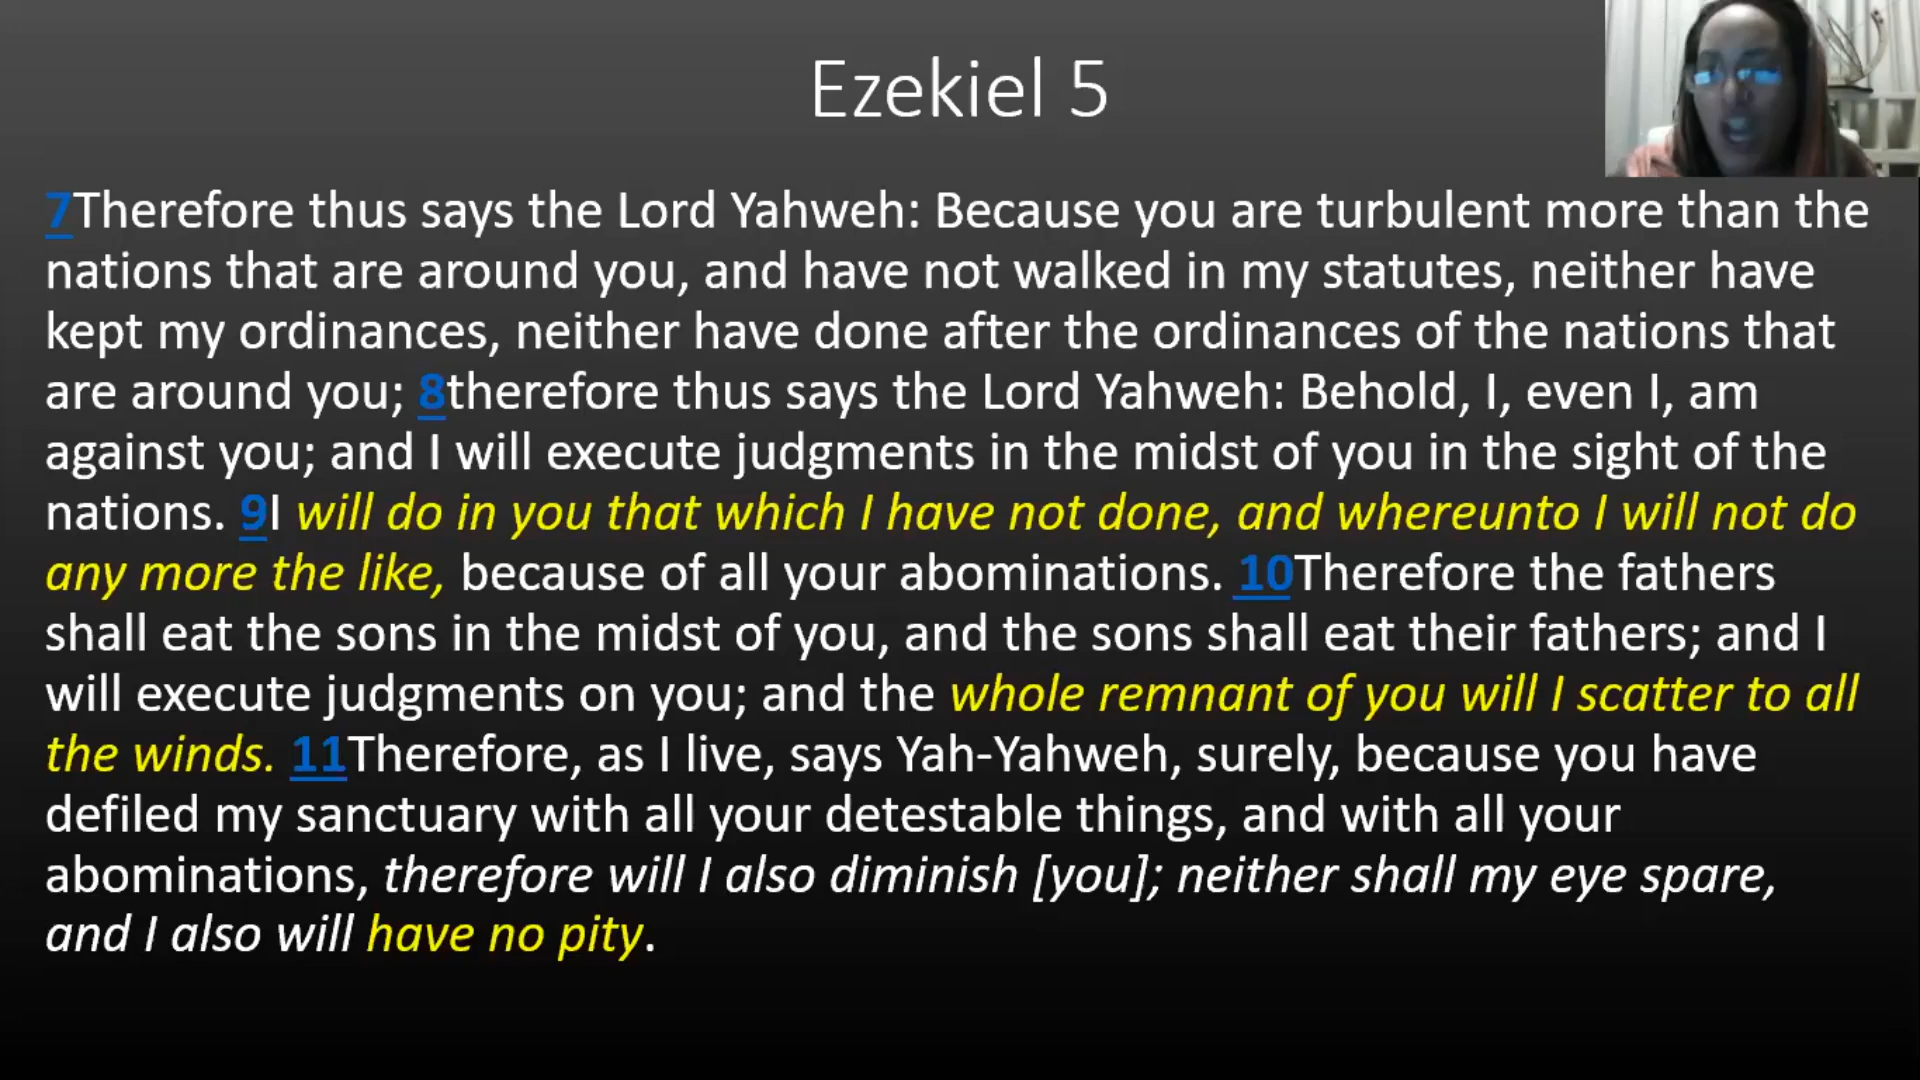 Ezekiel 5
7Therefore thus says the Lord Yahweh: Because you are turbulent more than the
nations that are around you, and have not walked in my statutes, neither have
kept my ordinances, neither have done after the ordinances of the nations that
are around you; 8therefore thus says the Lord Yahweh: Behold, I, even I, am
against you; and I will execute judgments in the midst of you in the sight of the
nations. 9I will do in you that which I have not done, and whereunto I will not do
any more the like, because of all your abominations. 10Therefore the fathers
shall eat the sons in the midst of you, and the sons shall eat their fathers; and I
will execute judgments on you; and the whole remnant of you will I scatter to all
the winds. 11Therefore, as I live, says Yah-Yahweh, surely, because you have
defiled my sanctuary with all your detestable things, and with all your
abominations, therefore will I also diminish [you]; neither shall my eye spare,
and I also will have no pity.